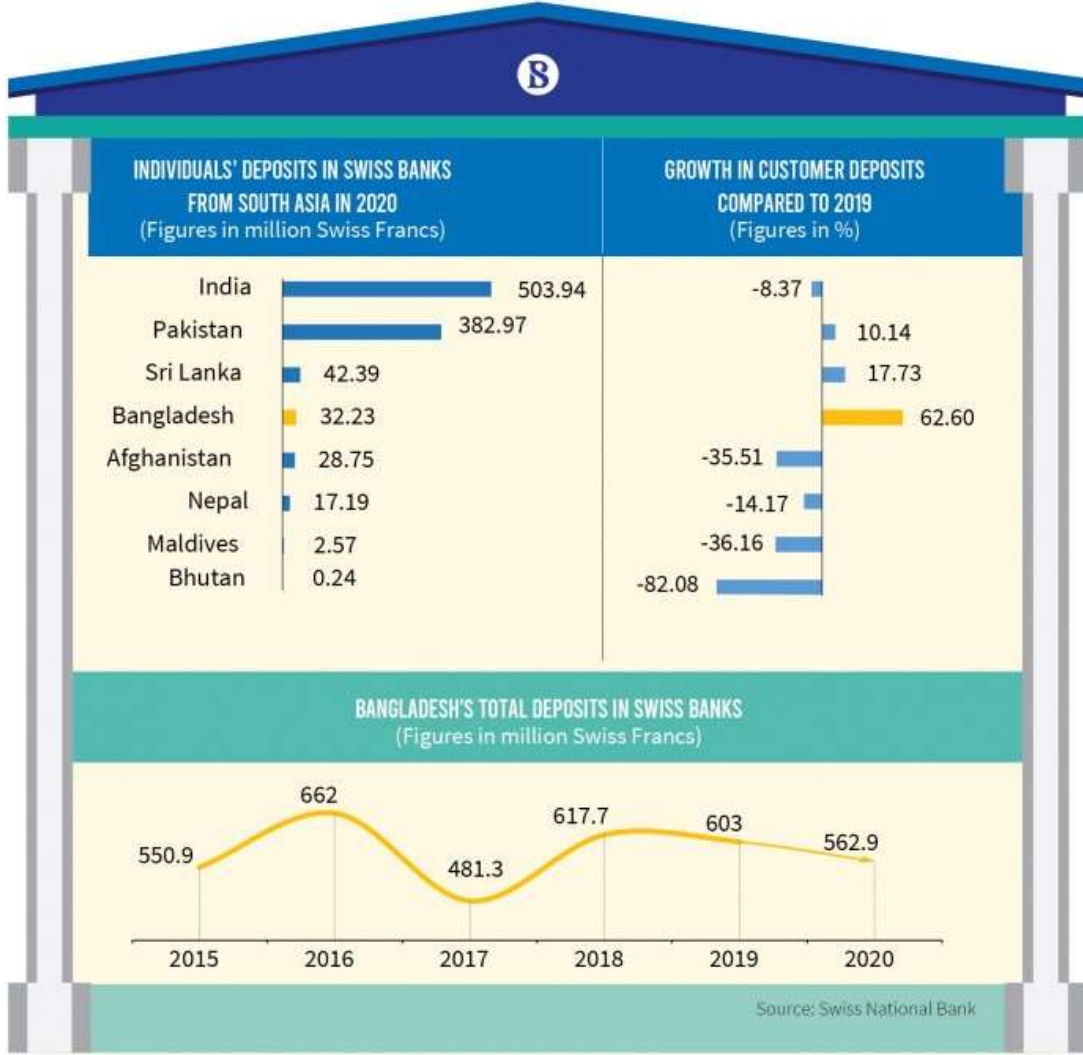 INDIVIDUALS' DEPOSITS IN SWISS BANKS
FROM SOUTH ASIA IN 2020
(Figures in million Swiss Francs)
India 503.94
Pakistan 382.97
Sri Lanka 42.39
Bangladesh 32.23
Afghanistan 28.75
Nepal 17.19
Maldives 2.57
Bhutan 0.24
GROWTH IN CUSTOMER DEPOSITS
COMPARED TO 2019
(Figures in %)
-8.37
10.14
17.73
62.60
-35.51
-14.17
-36.16
-82.08
BANGLADESH'S TOTAL DEPOSITS IN SWISS BANKS
(Figures in million Swiss Francs)
550.9 662 481.3 617.7 603 562.9
2015 2016 2017 2018 2019 2020
Source: Swiss National Bank